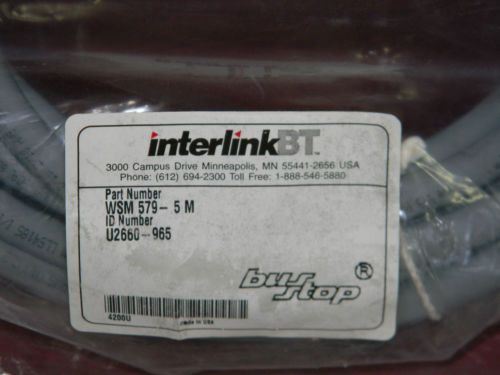 interlinkBT™
3000 Campus Drive Minneapolis, MN 55441-2656 USA
Phone: (612) 694-2300 Toll Free: 1-888-546-5880
Part Number
WSM 579- 5 M
ID Number
U2660-965
bus stop ®
4200U
made in USA